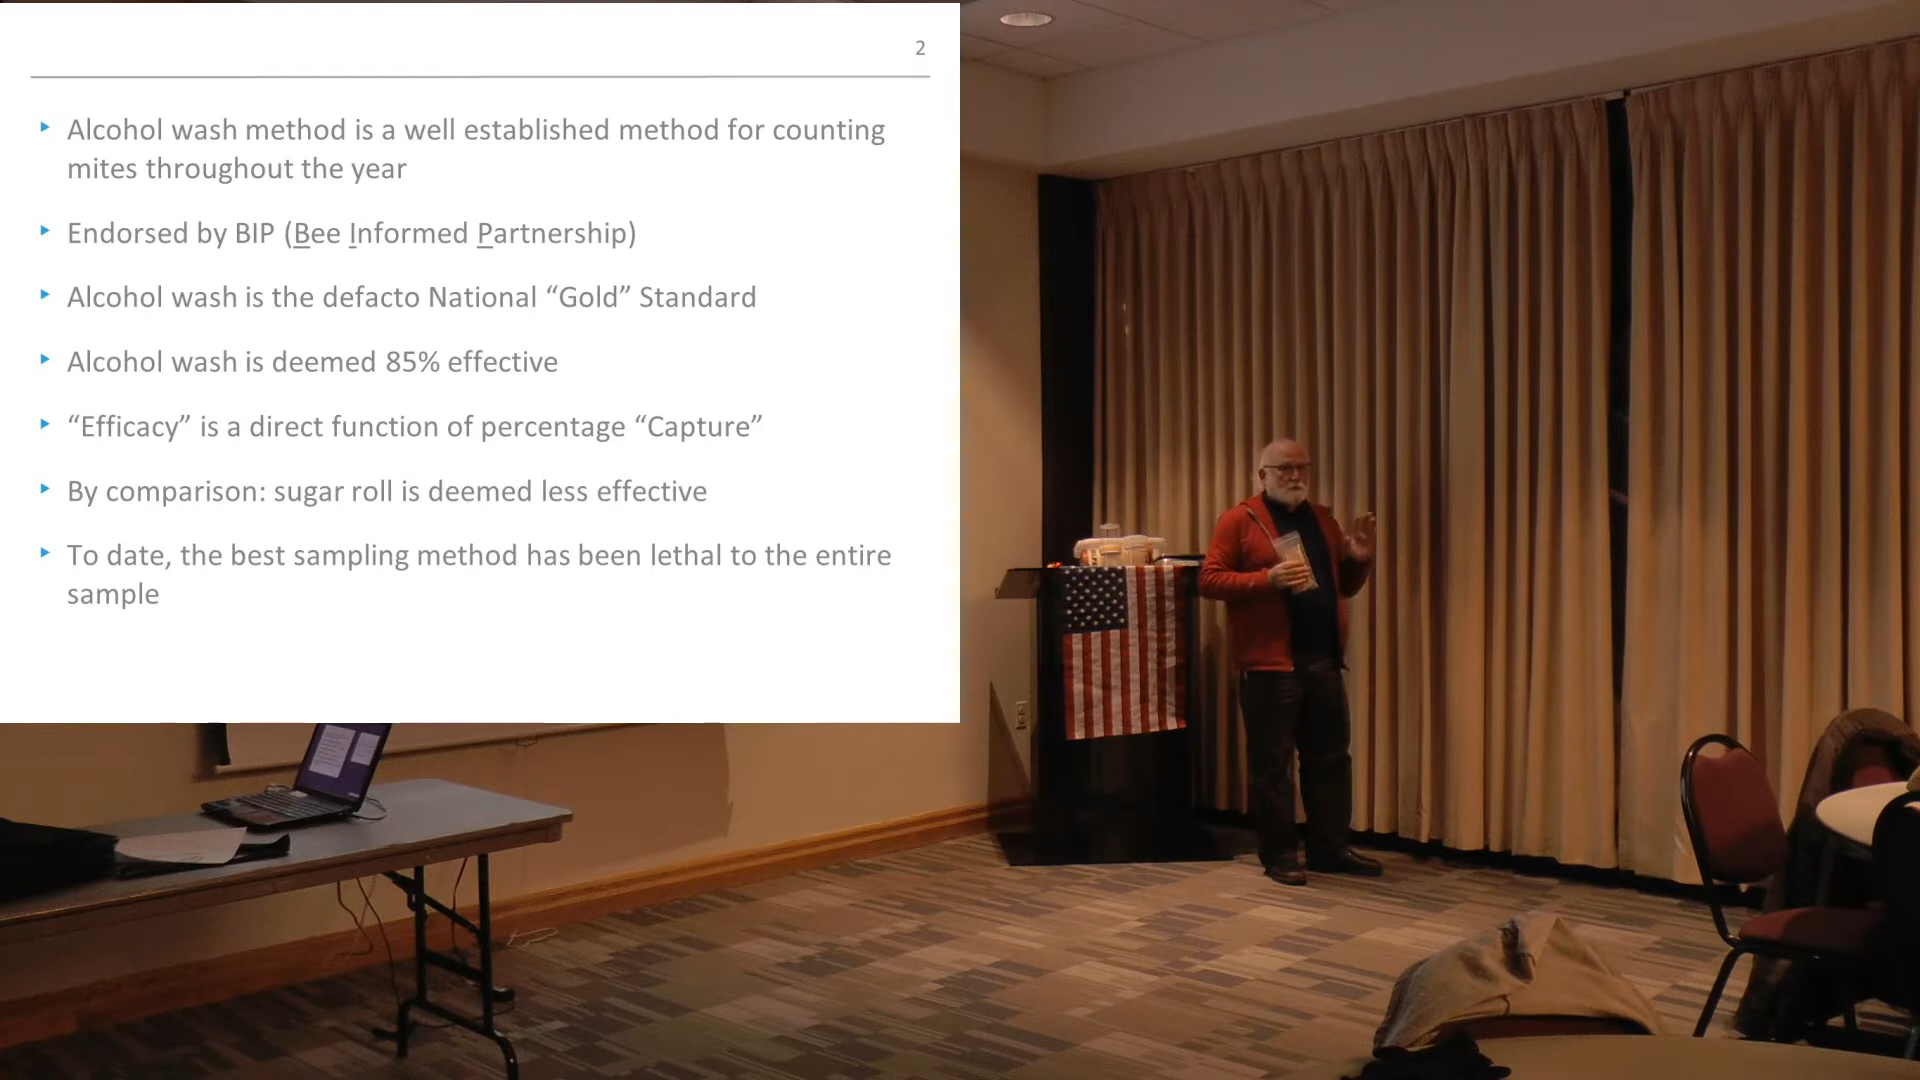 2
Alcohol wash method is a well established method for counting
mites throughout the year
Endorsed by BIP (Bee Informed Partnership)
Alcohol wash is the defacto National “Gold” Standard
Alcohol wash is deemed 85% effective
“Efficacy” is a direct function of percentage “Capture”
By comparison: sugar roll is deemed less effective
To date, the best sampling method has been lethal to the entire
sample